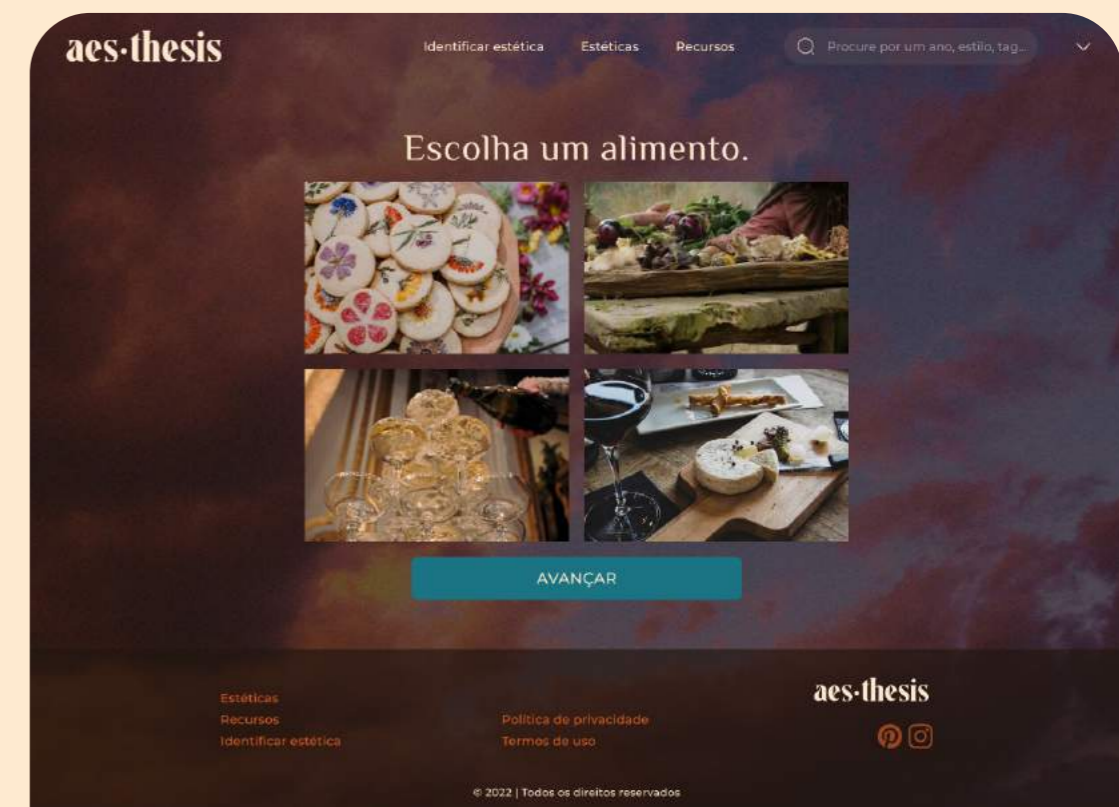 aes·thesis
Identificar estética
Estéticas
Recursos
Procure por um ano, estilo, tag...
Escolha um alimento.
AVANÇAR
Estéticas
Recursos
Identificar estética
Política de privacidade
Termos de uso
aes·thesis
© 2022 | Todos os direitos reservados